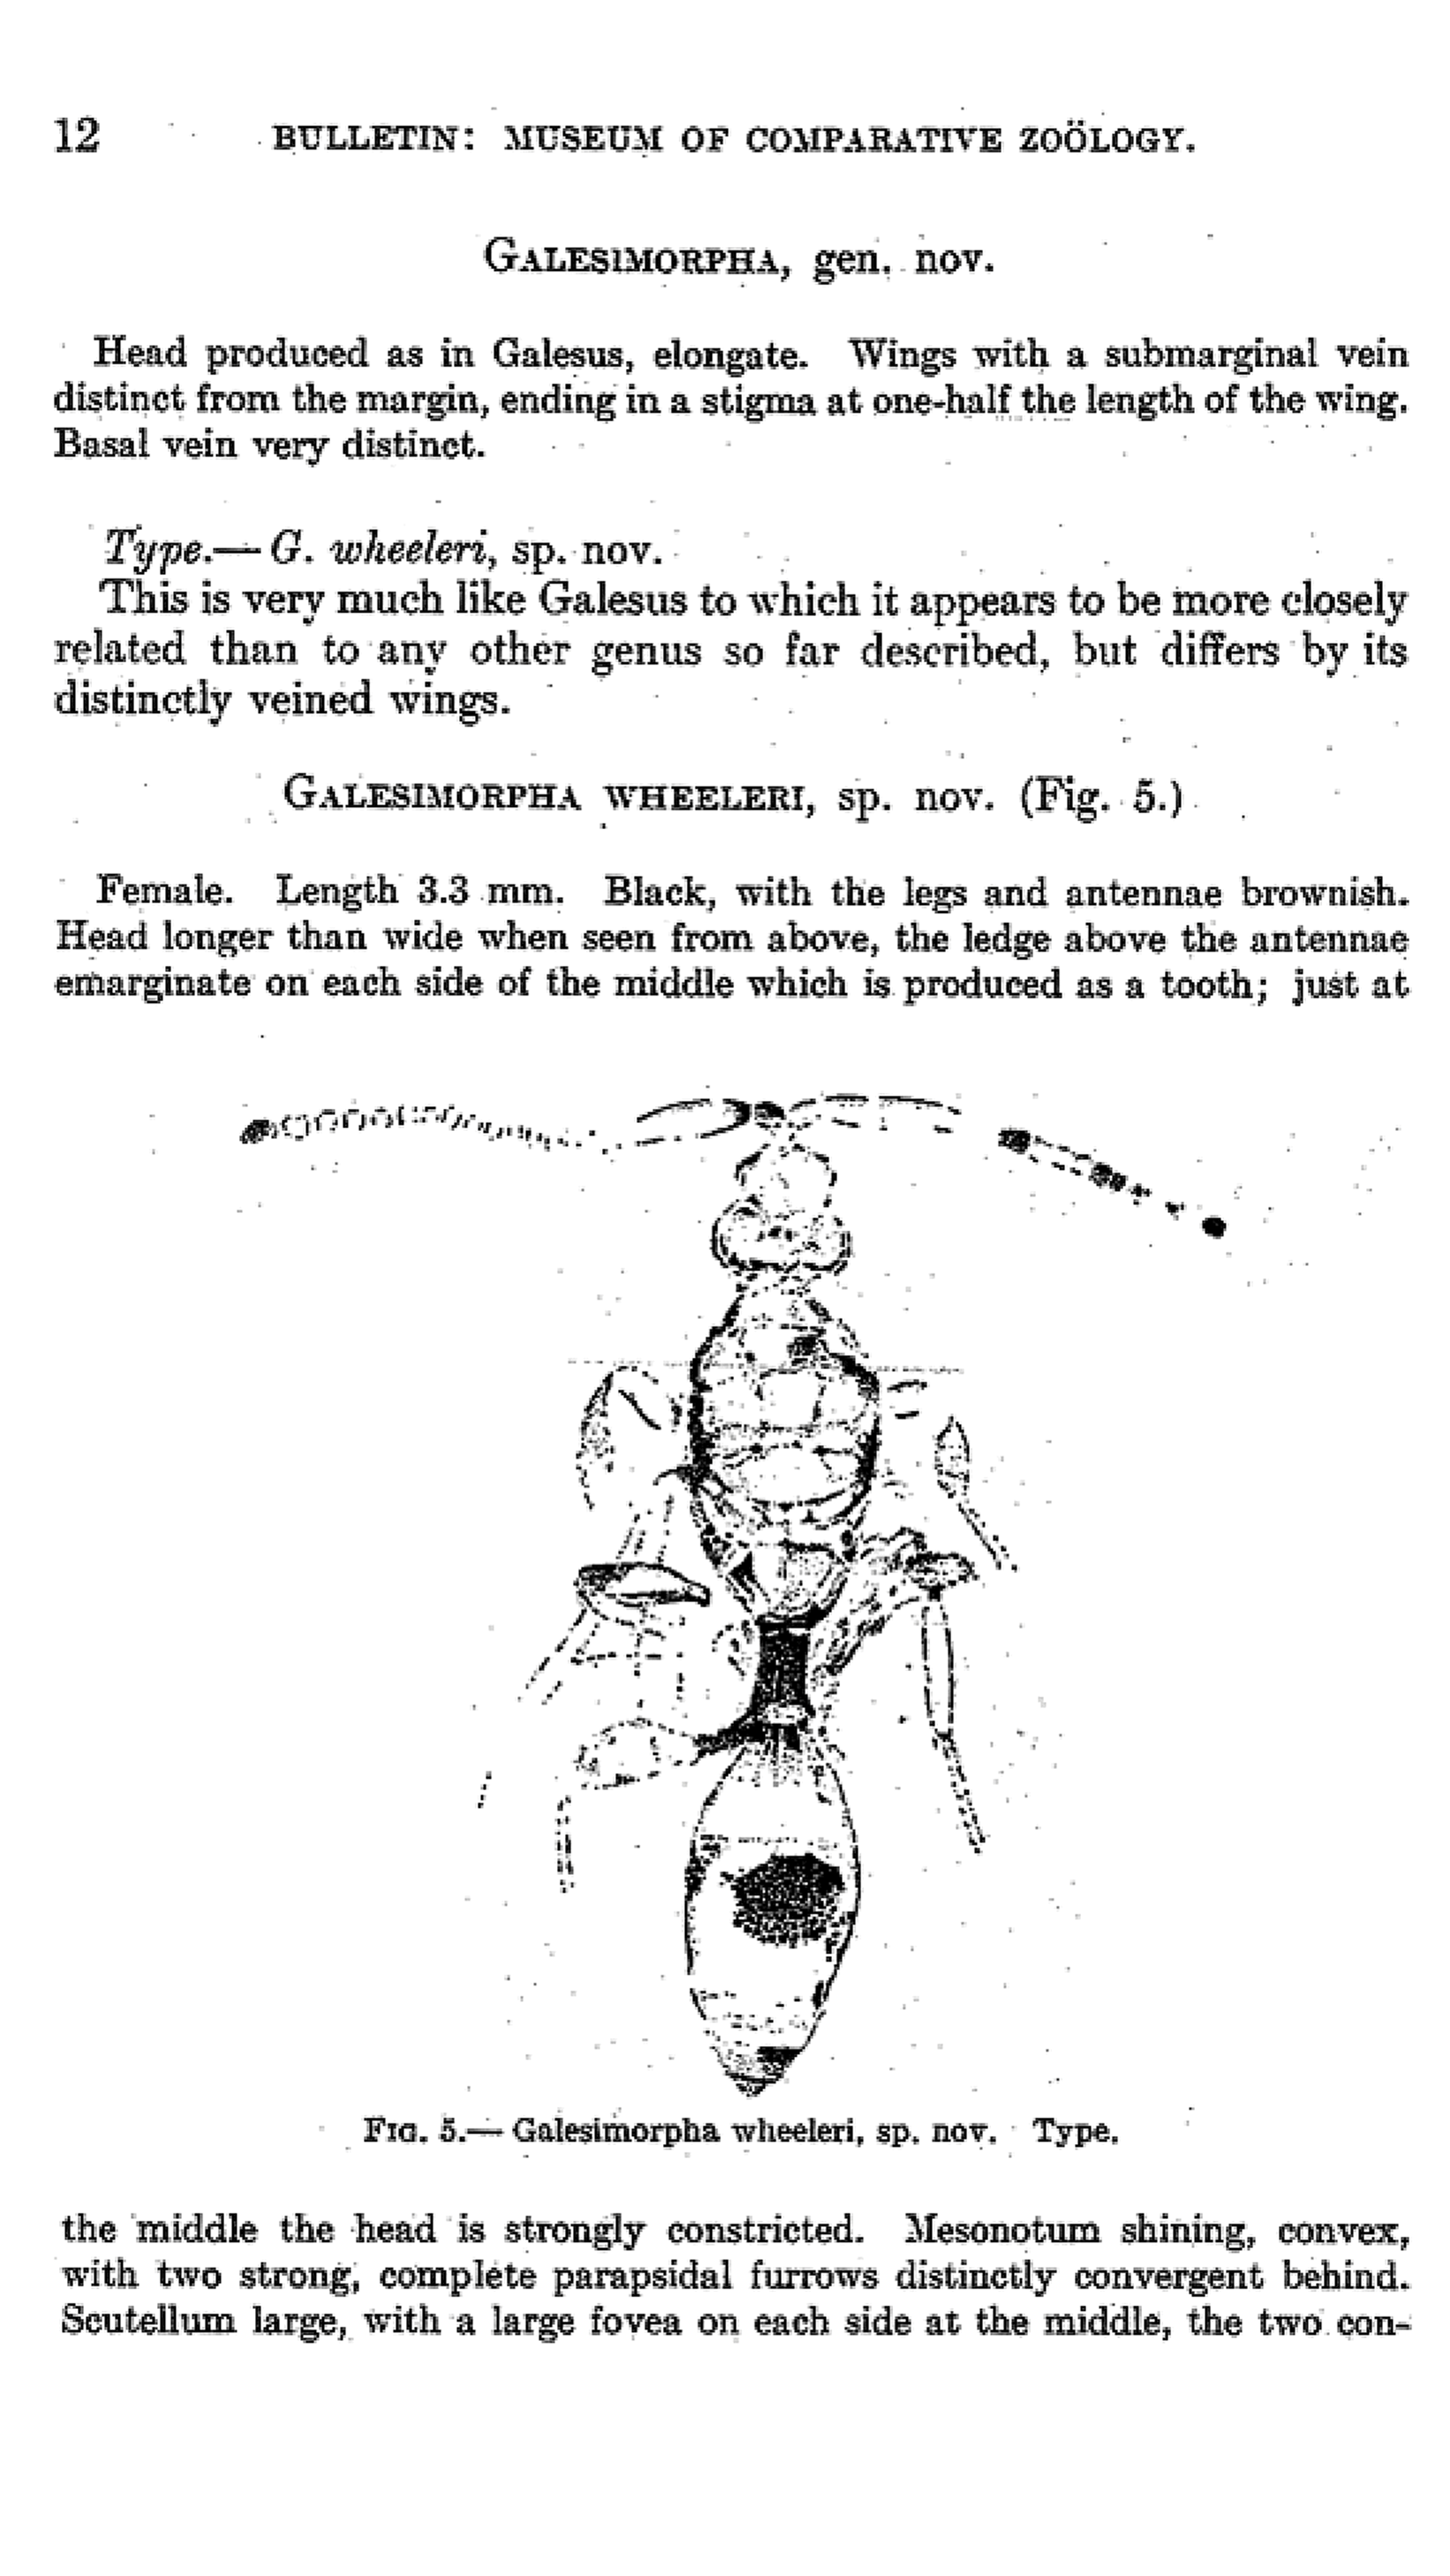 12 BULLETIN: MUSEUM OF COMPARATIVE ZOÖLOGY.
GALESIMORPHA, gen. nov.
Head produced as in Galesus, elongate. Wings with a submarginal vein
distinct from the margin, ending in a stigma at one-half the length of the wing.
Basal vein very distinct.
Type.— G. wheeleri, sp. nov.
This is very much like Galesus to which it appears to be more closely
related than to any other genus so far described, but differs by its
distinctly veined wings.
GALESIMORPHA WHEELERI, sp. nov. (Fig. 5.)
Female. Length 3.3 mm. Black, with the legs and antennae brownish.
Head longer than wide when seen from above, the ledge above the antennae
emarginate on each side of the middle which is produced as a tooth; just at
FIG. 5.— Galesimorpha wheeleri, sp. nov. Type.
the middle the head is strongly constricted. Mesonotum shining, convex,
with two strong, complete parapsidal furrows distinctly convergent behind.
Scutellum large, with a large fovea on each side at the middle, the two con-